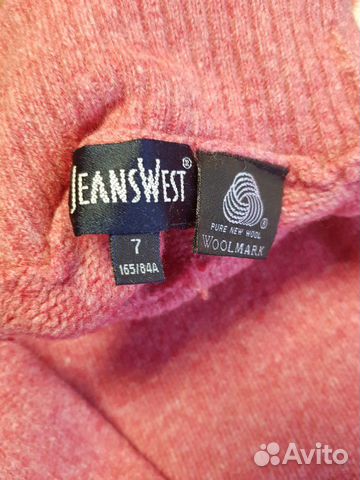 JEANSWEST®
7
165/84A
PURE NEW WOOL ®
WOOLMARK
Avito